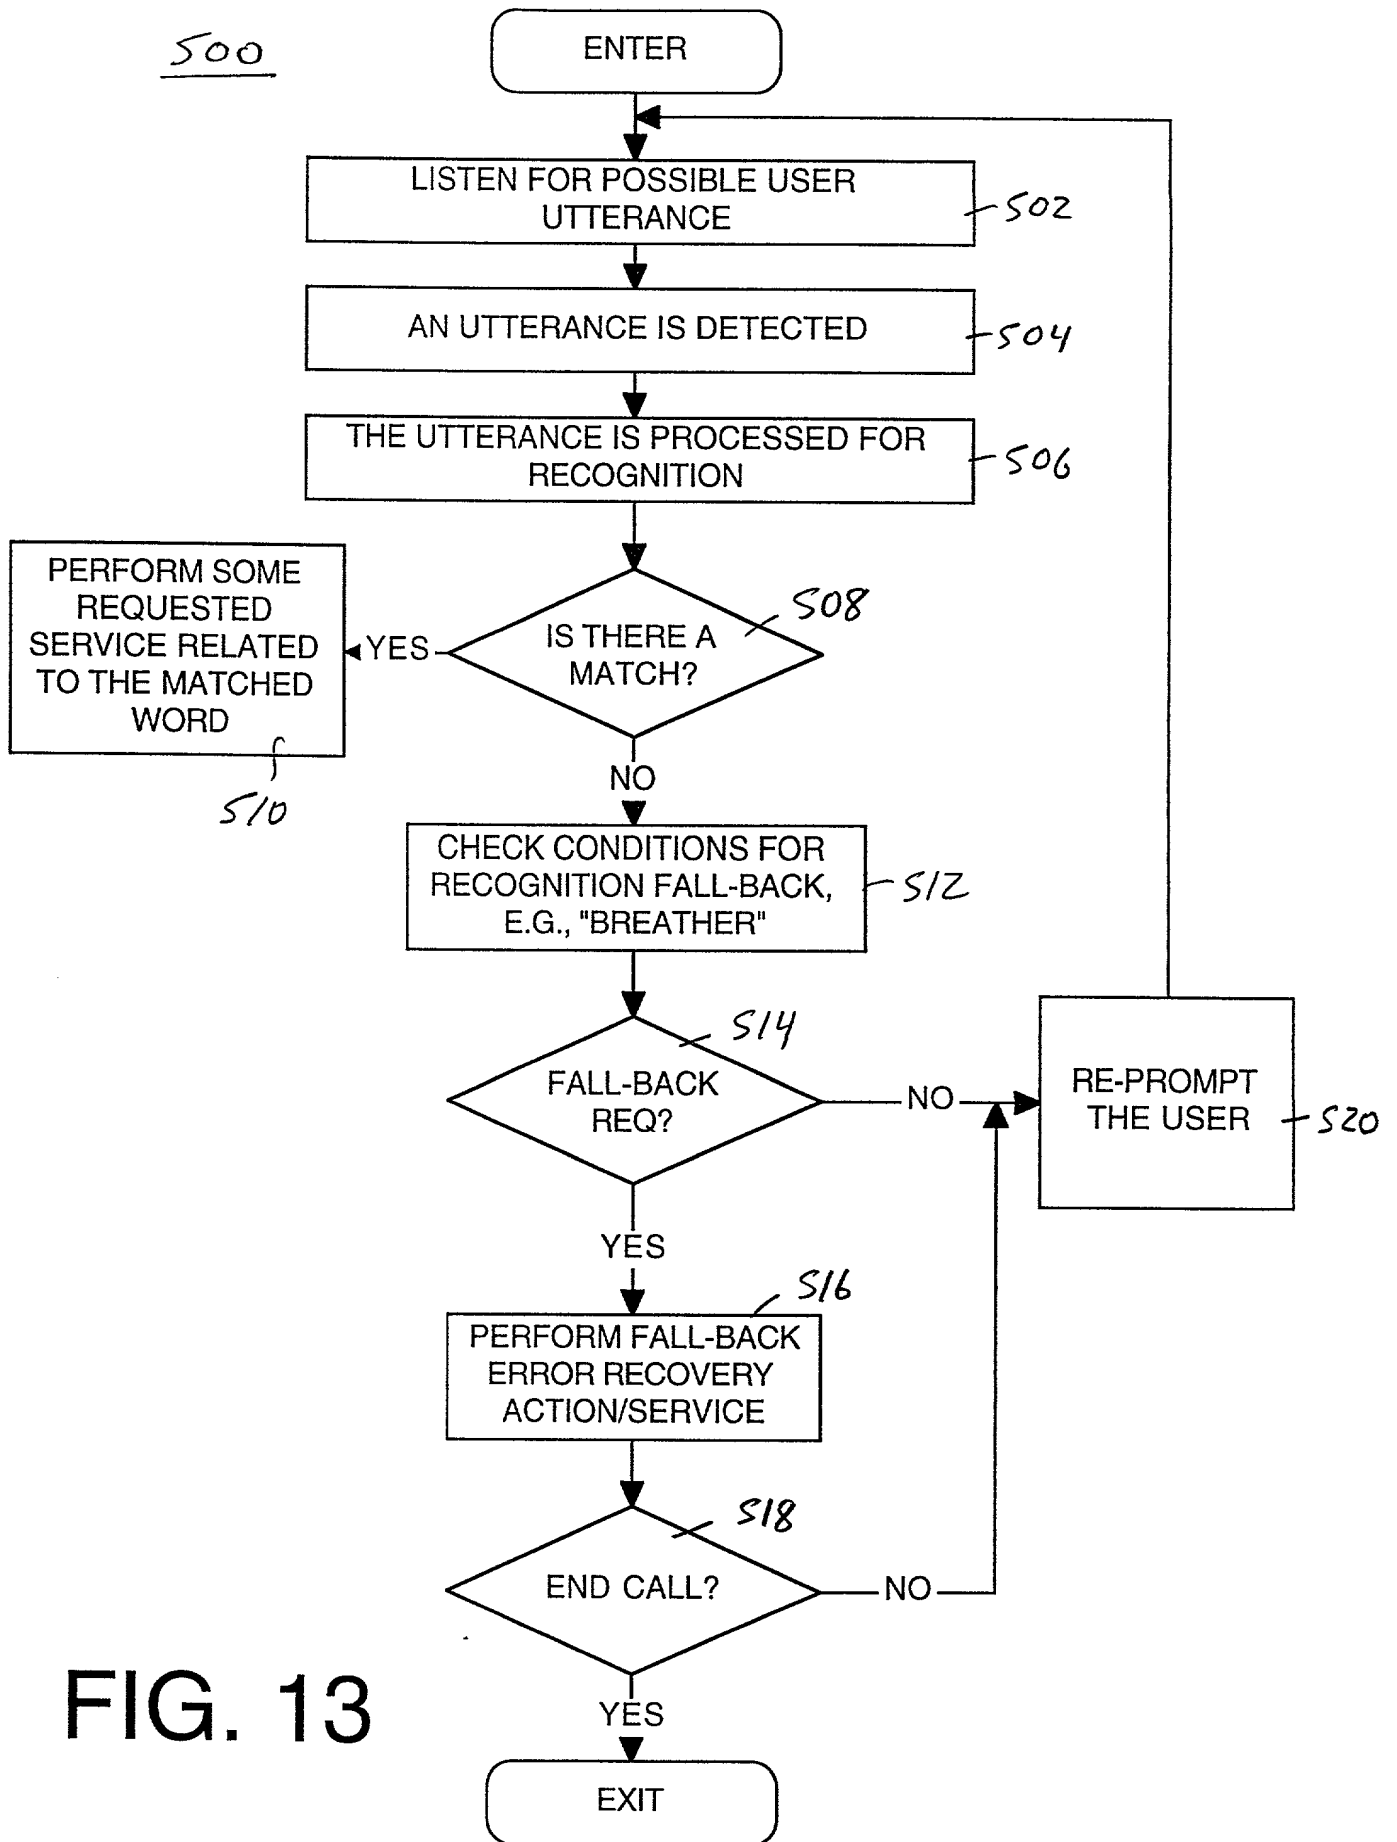 500
ENTER
LISTEN FOR POSSIBLE USER
UTTERANCE
502
AN UTTERANCE IS DETECTED
504
THE UTTERANCE IS PROCESSED FOR
RECOGNITION
506
IS THERE A
MATCH?
508
YES
PERFORM SOME
REQUESTED
SERVICE RELATED
TO THE MATCHED
WORD
510
NO
CHECK CONDITIONS FOR
RECOGNITION FALL-BACK,
E.G., "BREATHER"
512
FALL-BACK
REQ?
514
NO
RE-PROMPT
THE USER
520
YES
PERFORM FALL-BACK
ERROR RECOVERY
ACTION/SERVICE
516
END CALL?
518
NO
YES
EXIT
FIG. 13